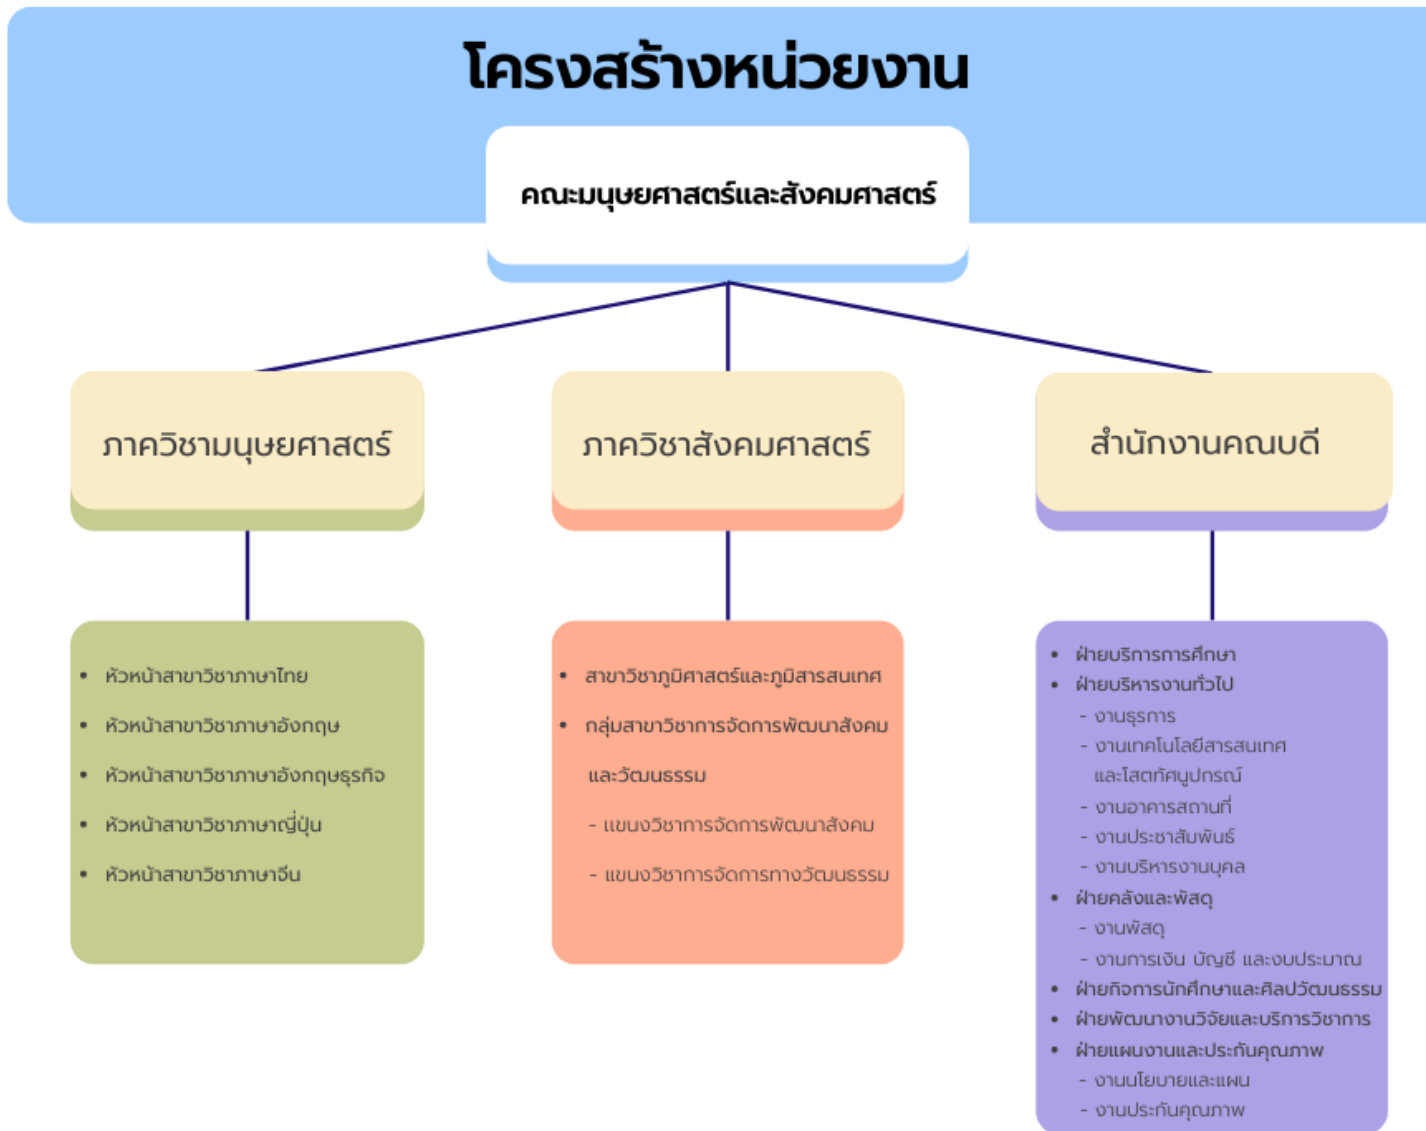 โครงสร้างหน่วยงาน
คณะมนุษยศาสตร์และสังคมศาสตร์
ภาควิชามนุษยศาสตร์
ภาควิชาสังคมศาสตร์
สำนักงานคณบดี
• หัวหน้าสาขาวิชาภาษาไทย
• หัวหน้าสาขาวิชาภาษาอังกฤษ
• หัวหน้าสาขาวิชาภาษาอังกฤษธุรกิจ
• หัวหน้าสาขาวิชาภาษาญี่ปุ่น
• หัวหน้าสาขาวิชาภาษาจีน
• สาขาวิชาภูมิศาสตร์และภูมิสารสนเทศ
• กลุ่มสาขาวิชาการจัดการพัฒนาสังคม
และวัฒนธรรม
- แขนงวิชาการจัดการพัฒนาสังคม
- แขนงวิชาการจัดการทางวัฒนธรรม
• ฝ่ายบริการการศึกษา
• ฝ่ายบริหารงานทั่วไป
- งานธุรการ
- งานเทคโนโลยีสารสนเทศ
และโสตทัศนูปกรณ์
- งานอาคารสถานที่
- งานประชาสัมพันธ์
- งานบริหารงานบุคล
• ฝ่ายคลังและพัสดุ
- งานพัสดุ
- งานการเงิน บัญชี และงบประมาณ
• ฝ่ายกิจการนักศึกษาและศิลปวัฒนธรรม
• ฝ่ายพัฒนางานวิจัยและบริการวิชาการ
• ฝ่ายแผนงานและประกันคุณภาพ
- งานนโยบายและแผน
- งานประกันคุณภาพ